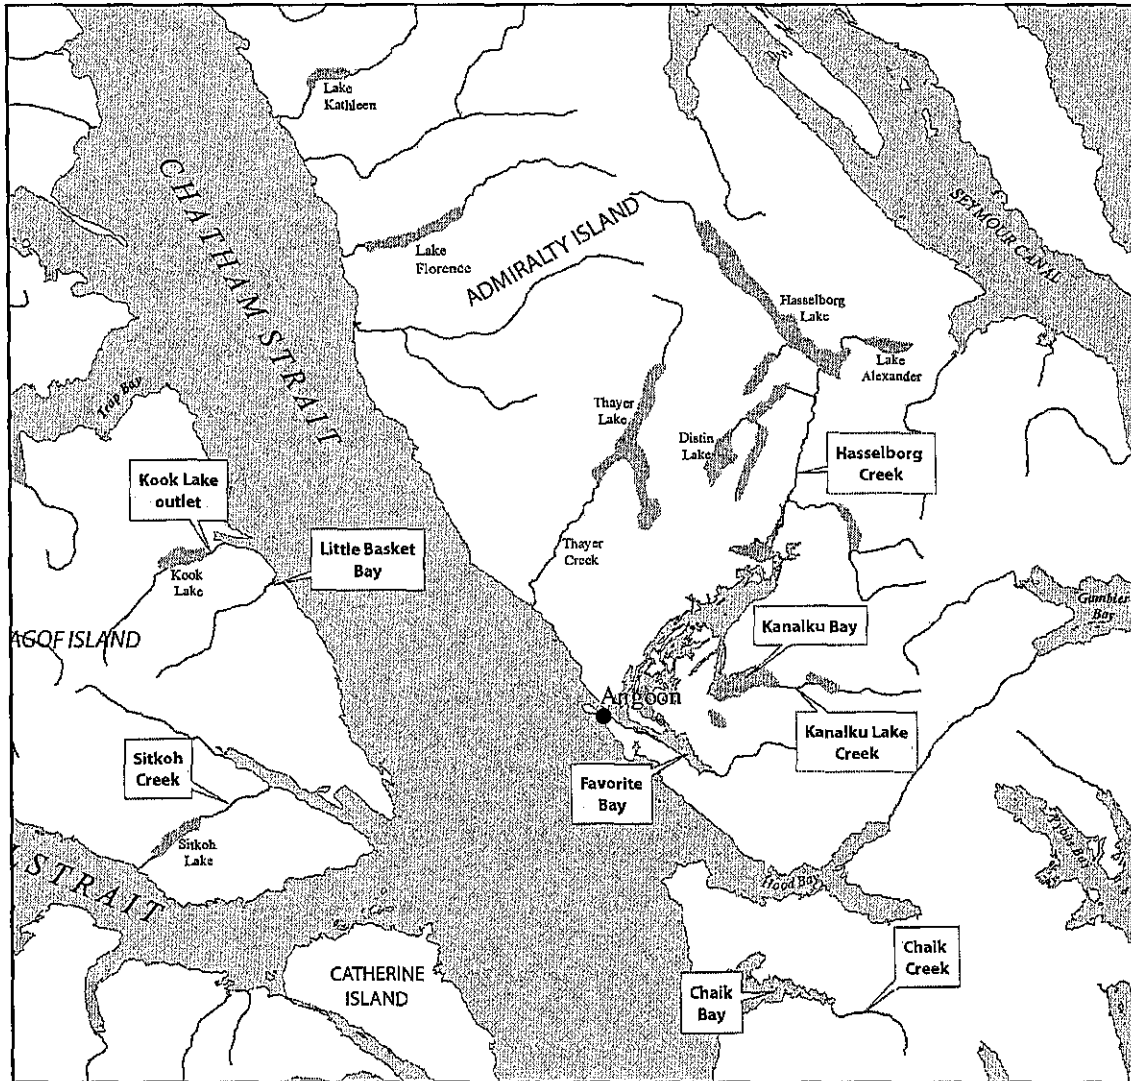 Lake
Kathleen
CHATHAM STRAIT
SEYMOUR CANAL
ADMIRALTY ISLAND
Lake
Florence
Hasselborg
Lake
Lake
Alexander
Trap Bay
Thayer
Lake
Distin
Lake
Hasselborg
Creek
Kook Lake
outlet
Little Basket
Bay
Thayer
Creek
Kook
Lake
Gambier
Bay
Kanalku Bay
AGOF ISLAND
Angoon
Kanalku Lake
Creek
Sitkoh
Creek
Favorite
Bay
Sitkoh
Lake
STRAIT
Hood Bay
Chaik
Creek
CATHERINE
ISLAND
Chaik
Bay